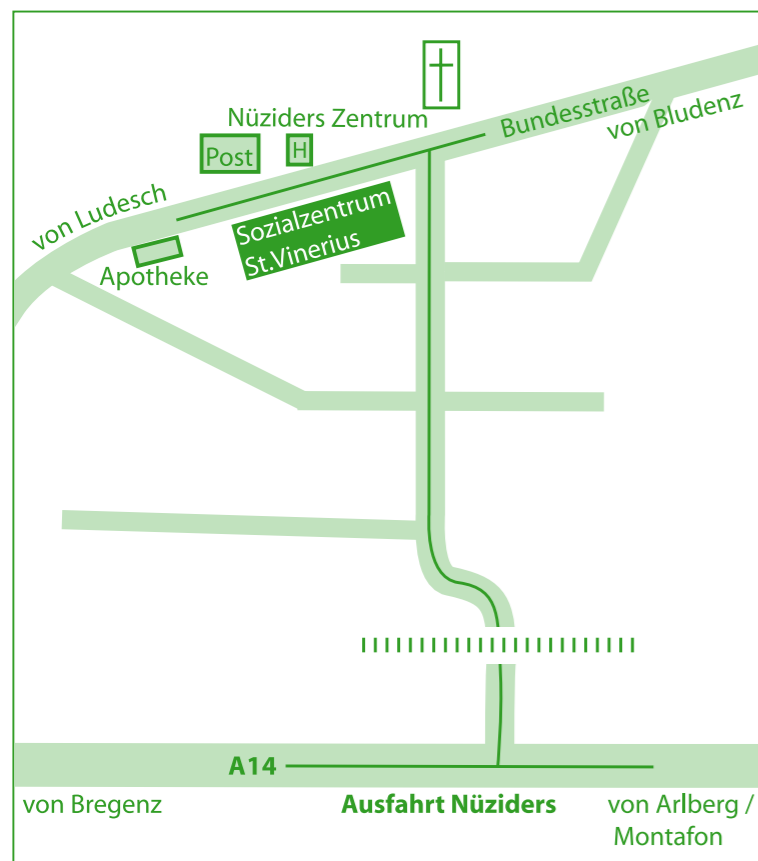 Nüziders Zentrum
Bundesstraße
von Bludenz
Post
H
von Ludesch
Sozialzentrum
St.Vinerius
Apotheke
A14
von Bregenz
Ausfahrt Nüziders
von Arlberg /
Montafon